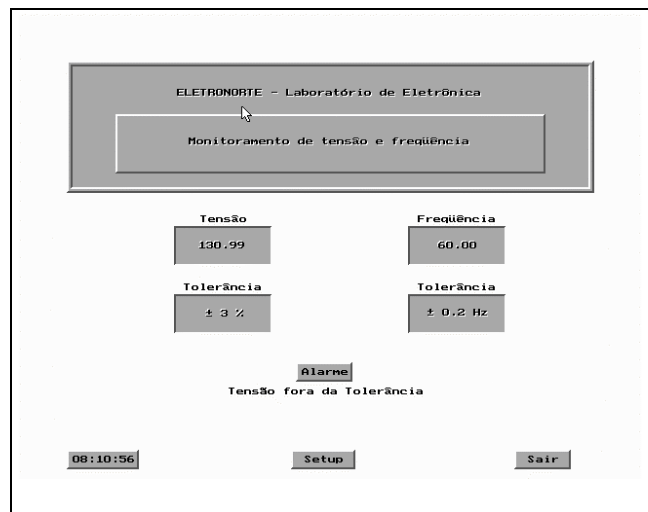 ELETRONORTE - Laboratório de Eletrônica
Monitoramento de tensão e freqüência
Tensão
Freqüência
130.99
60.00
Tolerância
Tolerância
± 3 %
± 0.2 Hz
Alarme
Tensão fora da Tolerância
08:10:56
Setup
Sair